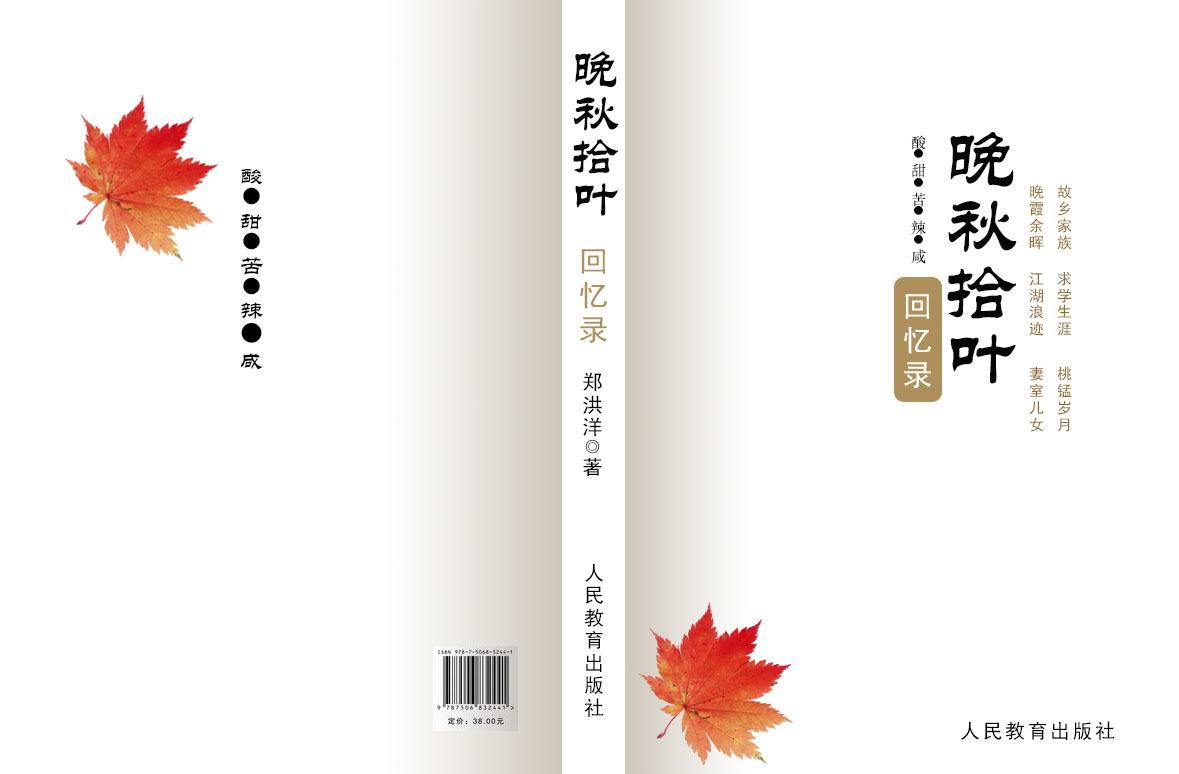 酸●甜●苦●辣●咸
ISBN 978-7-5068-3244-1
9 787506 832441 >
定价：38.00元
晚秋拾叶
回忆录
郑洪洋◎著
人民教育出版社
故乡家族 求学生涯 桃锰岁月
晚霞余晖 江湖浪迹 妻室儿女
晚秋拾叶
酸●甜●苦●辣●咸
回忆录
人民教育出版社